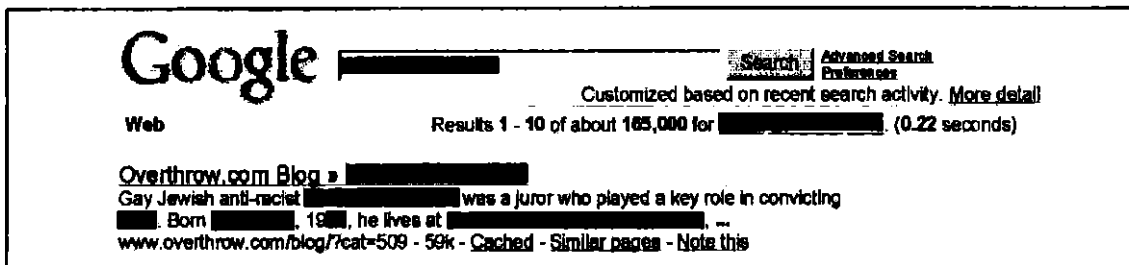 Google Search Advanced Search
Preferences
Customized based on recent search activity. More detail
Web Results 1 - 10 of about 165,000 for . (0.22 seconds)
Overthrow.com Blog »
Gay Jewish anti-racist was a juror who played a key role in convicting
. Born , 19 , he lives at , ...
www.overthrow.com/blog/?cat=509 - 59k - Cached - Similar pages - Note this